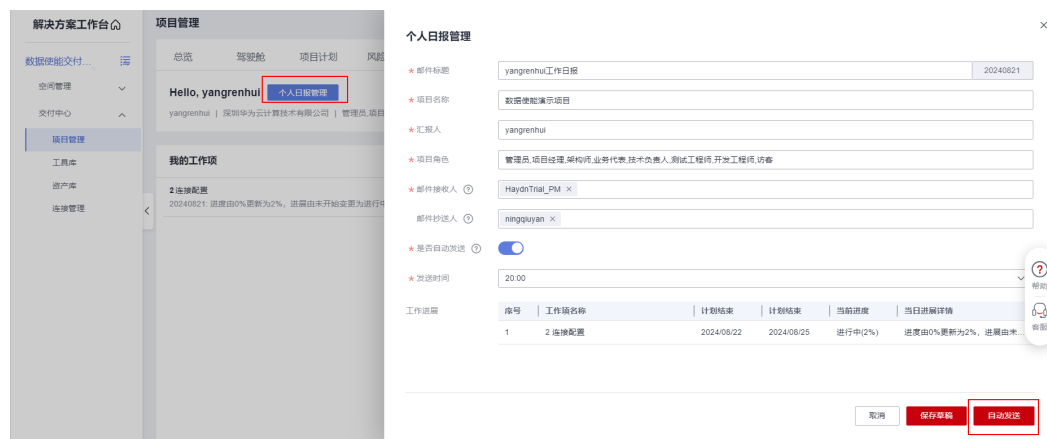 解决方案工作台
数据使能交付...
空间管理
交付中心
项目管理
工具库
资产库
连接管理
项目管理
总览 驾驶舱 项目计划 风险
Hello, yangrenhui 个人日报管理
yangrenhui | 深圳华为云计算技术有限公司 | 管理员,项目
我的工作项
2 连接配置
20240821: 进度由0%更新为2%，进展由未开始变更为进行中
个人日报管理
* 邮件标题 yangrenhui工作日报 20240821
* 项目名称 数据使能演示项目
* 汇报人 yangrenhui
* 项目角色 管理员,项目经理,架构师,业务代表,技术负责人,测试工程师,开发工程师,访客
* 邮件接收人 ? HaydnTrial_PM ×
邮件抄送人 ? ningqiuyan ×
* 是否自动发送 ?
* 发送时间 20:00
工作进展 序号 工作项名称 计划结束 计划结束 当前进度 当日进展详情
1 2 连接配置 2024/08/22 2024/08/25 进行中(2%) 进度由0%更新为2%，进展由未...
取消 保存草稿 自动发送
帮助
客服